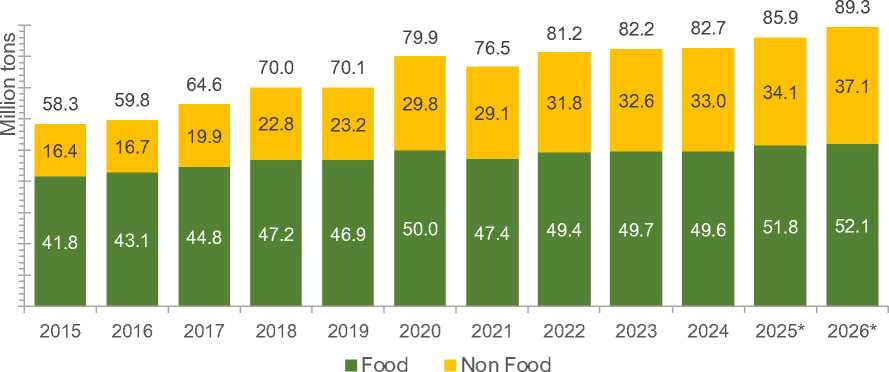 Million tons
58.3 59.8 64.6 70.0 70.1 79.9 76.5 81.2 82.2 82.7 85.9 89.3
16.4 16.7 19.9 22.8 23.2 29.8 29.1 31.8 32.6 33.0 34.1 37.1
41.8 43.1 44.8 47.2 46.9 50.0 47.4 49.4 49.7 49.6 51.8 52.1
2015 2016 2017 2018 2019 2020 2021 2022 2023 2024 2025* 2026*
Food Non Food